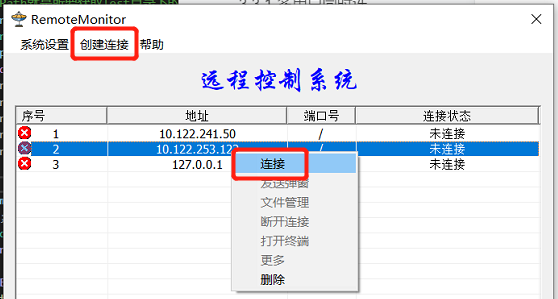 RemoteMonitor
系统设置 创建连接 帮助
远程控制系统
序号 地址 端口号 连接状态
1 10.122.241.50 / 未连接
2 10.122.253.122 / 未连接
3 127.0.0.1 未连接
连接
发送弹窗
文件管理
断开连接
打开终端
更多
删除